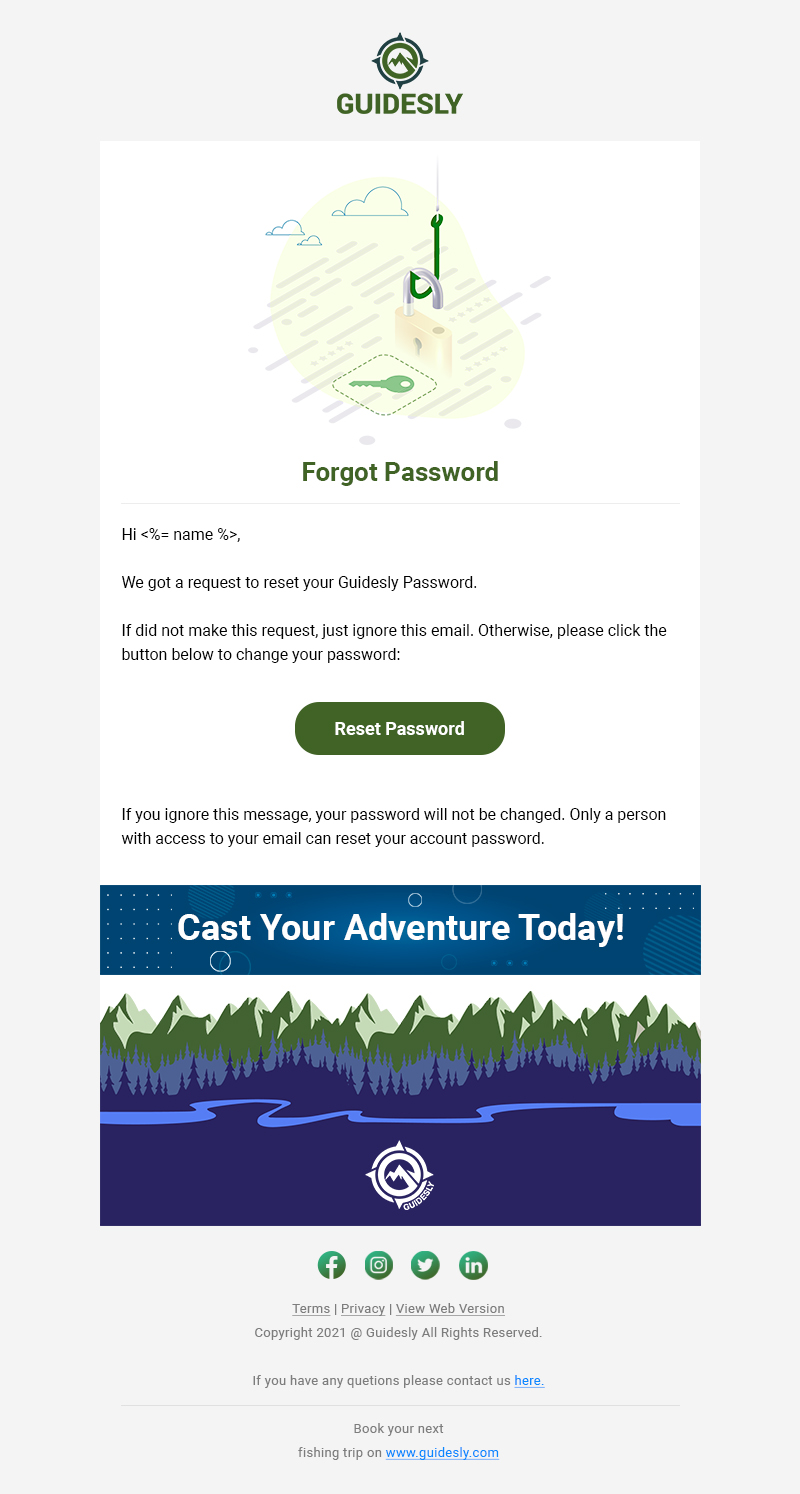 GUIDESLY
Forgot Password
Hi <%= name %>,
We got a request to reset your Guidesly Password.
If did not make this request, just ignore this email. Otherwise, please click the
button below to change your password:
Reset Password
If you ignore this message, your password will not be changed. Only a person
with access to your email can reset your account password.
Cast Your Adventure Today!
GUIDESLY
Terms | Privacy | View Web Version
Copyright 2021 @ Guidesly All Rights Reserved.
If you have any quetions please contact us here.
Book your next
fishing trip on www.guidesly.com